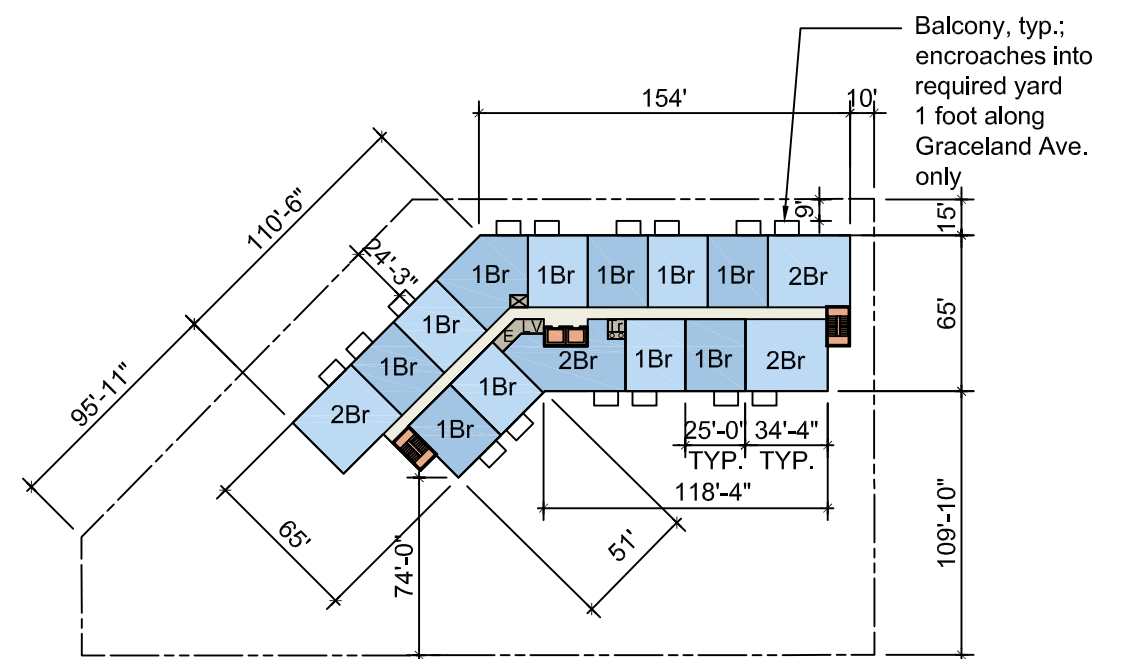 Balcony, typ.;
encroaches into
required yard
1 foot along
Graceland Ave.
only
154'
10'
9'
15'
110'-6"
24'-3"
1Br
1Br
1Br
1Br
1Br
2Br
1Br
65'
E
LV
Tr
1Br
2Br
1Br
1Br
2Br
1Br
2Br
1Br
95'-11"
25'-0"
34'-4"
TYP.
TYP.
118'-4"
65'
74'-0"
51'
109'-10"